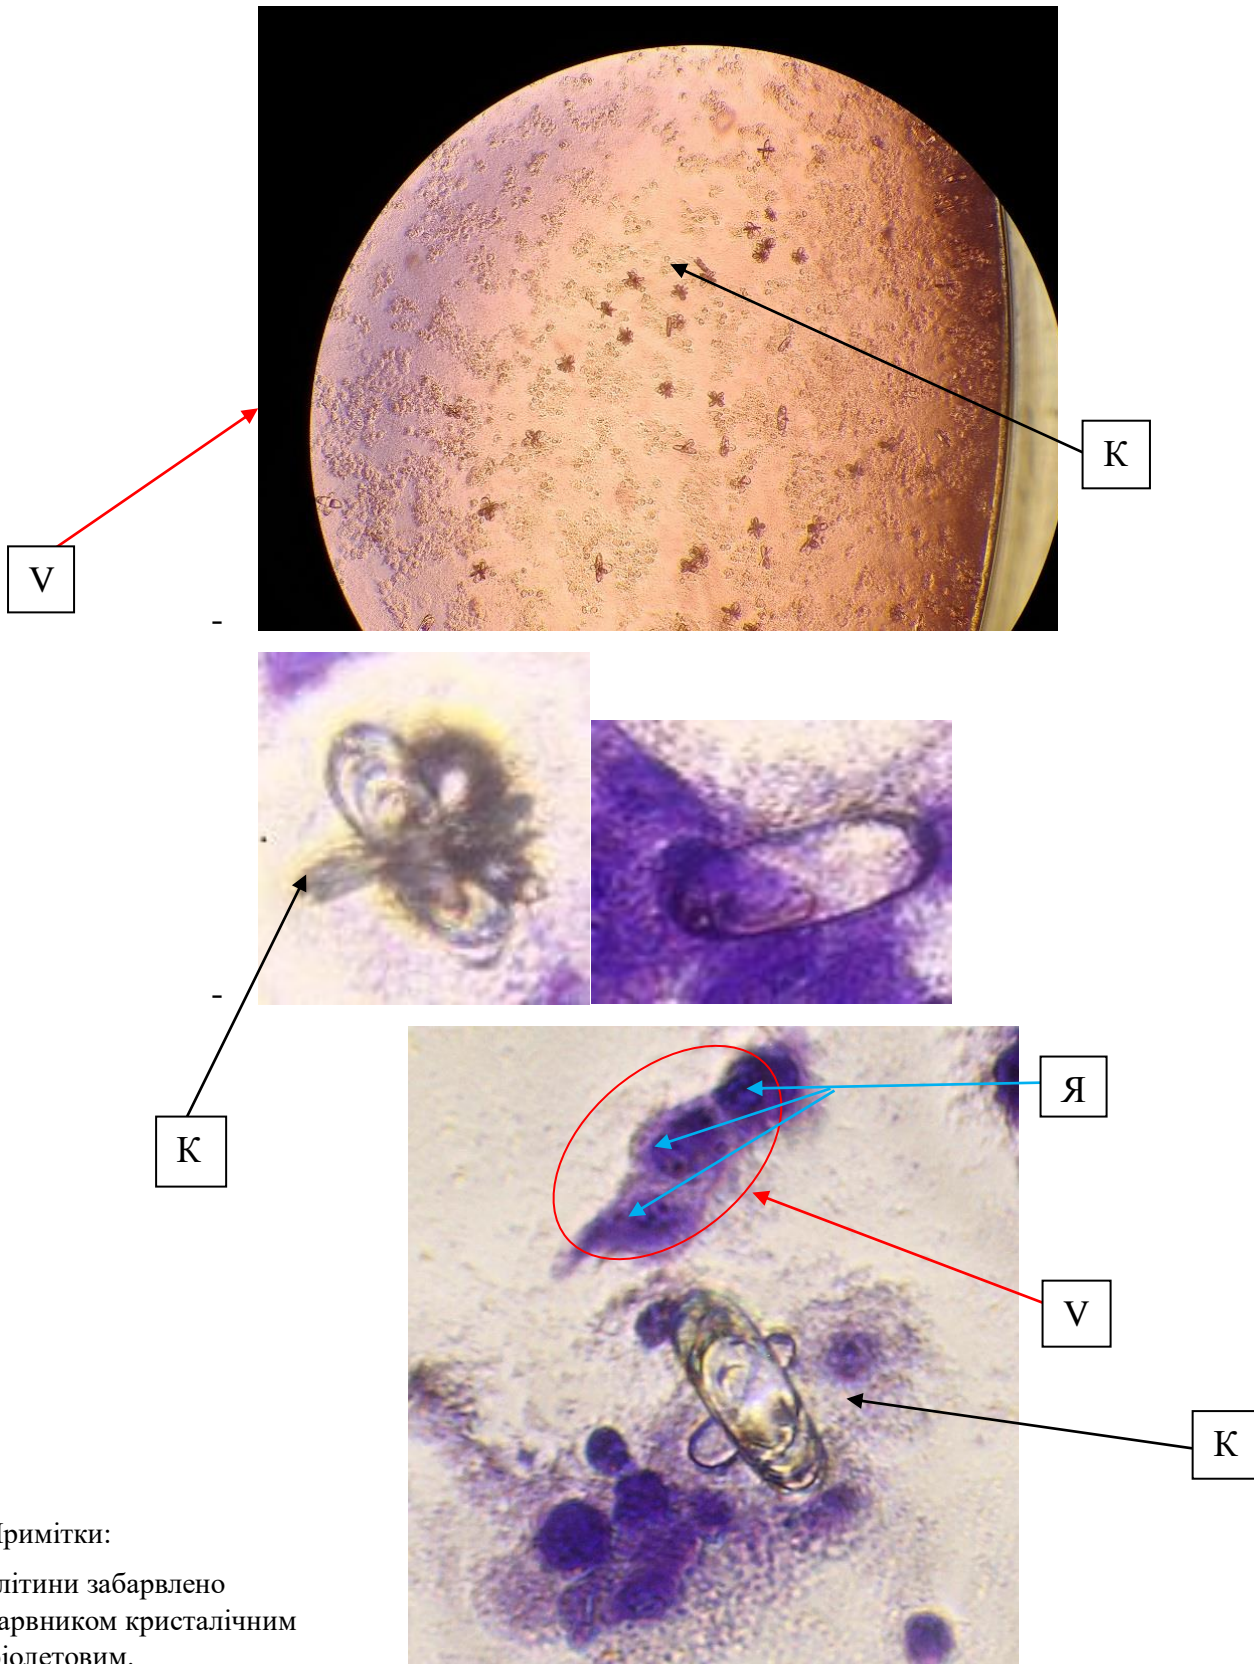 К
V
-
-
К
Я
V
К
Примітки:
літини забарвлено
арвником кристалічним
іолетовим.